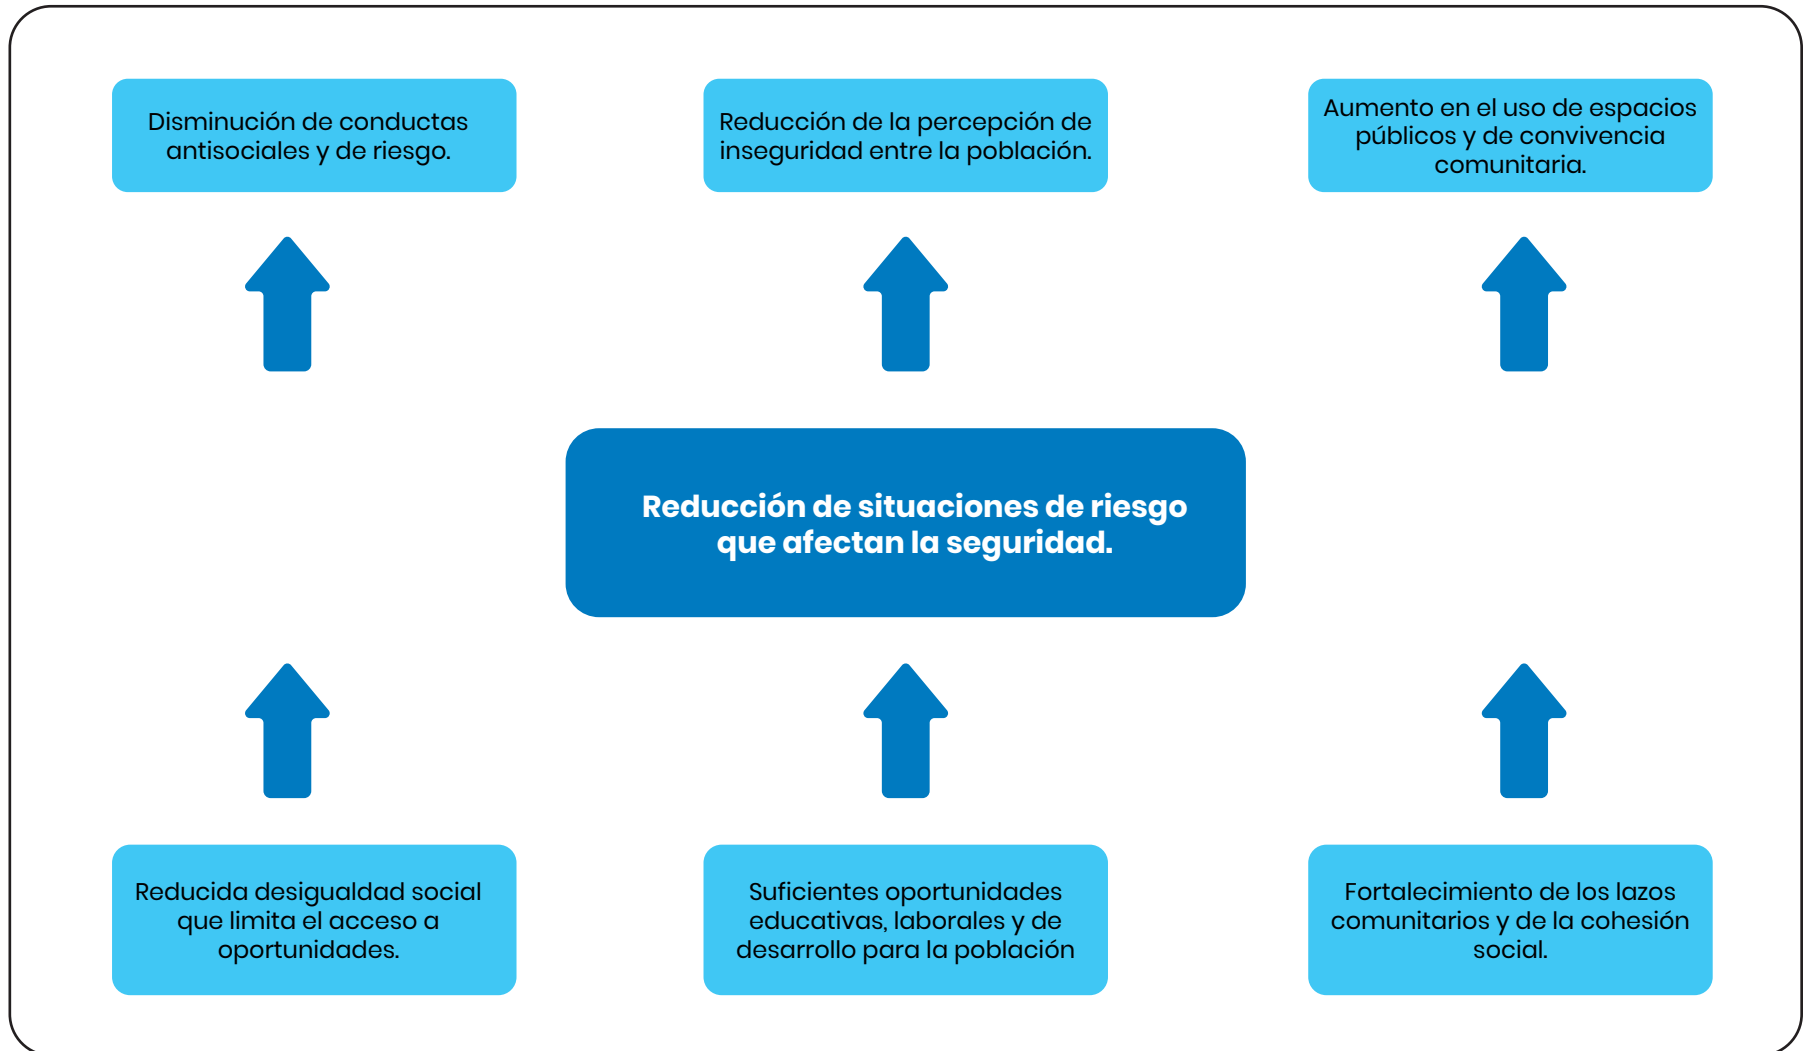 Disminución de conductas
antisociales y de riesgo.
Reducción de la percepción de
inseguridad entre la población.
Aumento en el uso de espacios
públicos y de convivencia
comunitaria.
Reducción de situaciones de riesgo
que afectan la seguridad.
Reducida desigualdad social
que limita el acceso a
oportunidades.
Suficientes oportunidades
educativas, laborales y de
desarrollo para la población
Fortalecimiento de los lazos
comunitarios y de la cohesión
social.